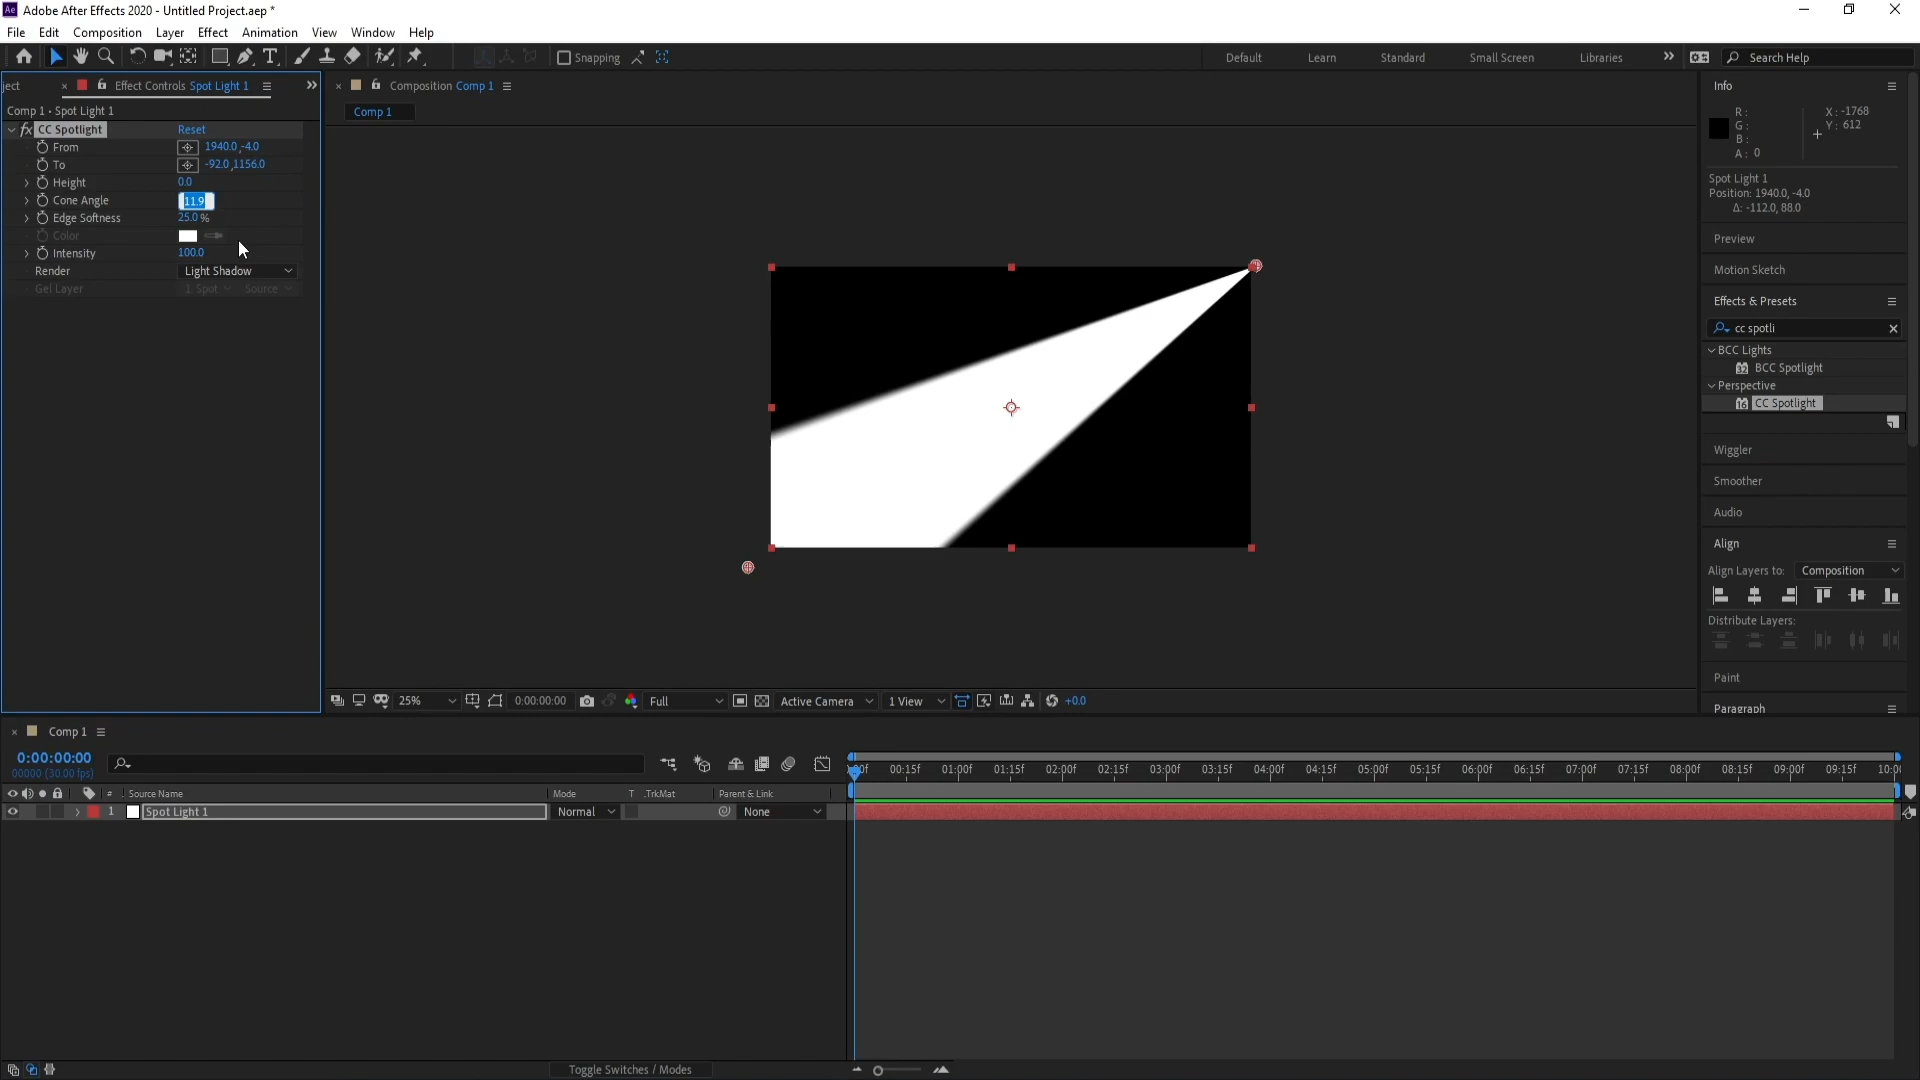 Adobe After Effects 2020 - Untitled Project.aep *
File Edit Composition Layer Effect Animation View Window Help
Snapping
Default Learn Standard Small Screen Libraries
Search Help
ject × Effect Controls Spot Light 1
Comp 1 • Spot Light 1
fx CC Spotlight Reset
From 1940.0,-4.0
To -92.0,1156.0
Height 0.0
Cone Angle 11.9
Edge Softness 25.0 %
Color
Intensity 100.0
Render Light Shadow
Gel Layer 1. Spot Source
× Composition Comp 1
Comp 1
25% 0:00:00:00 Full Active Camera 1 View +0.0
Info
R: X: -1768
G: Y: 612
B:
A: 0
Spot Light 1
Position: 1940.0, -4.0
Δ: -112.0, 88.0
Preview
Motion Sketch
Effects & Presets
cc spotli
BCC Lights
32 BCC Spotlight
Perspective
16 CC Spotlight
Wiggler
Smoother
Audio
Align
Align Layers to: Composition
Distribute Layers:
Paint
Paragraph
× Comp 1
0:00:00:00
00000 (30.00 fps)
# Source Name Mode T .TrkMat Parent & Link
1 Spot Light 1 Normal None
00:15f 01:00f 01:15f 02:00f 02:15f 03:00f 03:15f 04:00f 04:15f 05:00f 05:15f 06:00f 06:15f 07:00f 07:15f 08:00f 08:15f 09:00f 09:15f 10:0
Toggle Switches / Modes